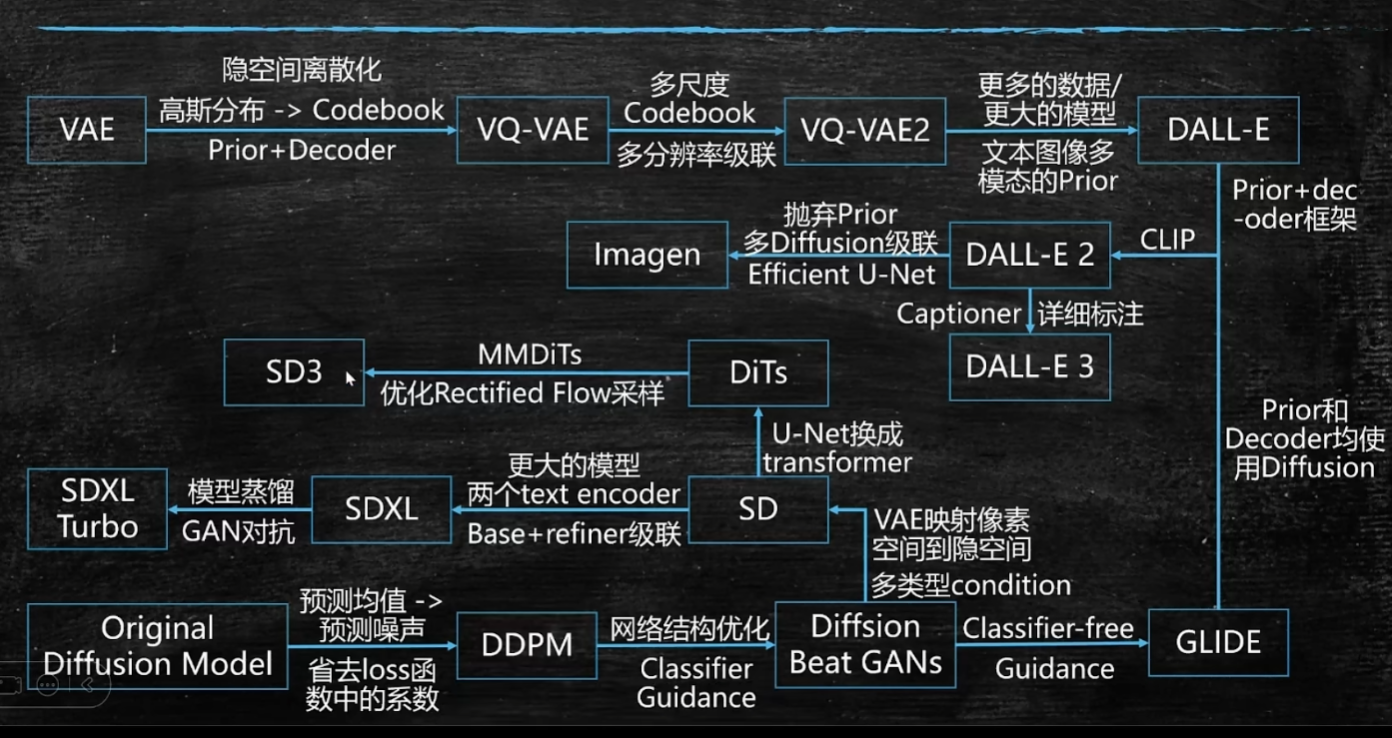 隐空间离散化
高斯分布 -> Codebook
Prior+Decoder
VAE
VQ-VAE
多尺度
Codebook
多分辨率级联
VQ-VAE2
更多的数据/
更大的模型
文本图像多
模态的Prior
DALL-E
Prior+dec
-oder框架
Imagen
抛弃Prior
多Diffusion级联
Efficient U-Net
DALL-E 2
CLIP
Captioner
详细标注
DALL-E 3
SD3
MMDiTs
优化Rectified Flow采样
DiTs
U-Net换成
transformer
Prior和
Decoder均使
用Diffusion
SDXL
Turbo
模型蒸馏
GAN对抗
SDXL
更大的模型
两个text encoder
Base+refiner级联
SD
VAE映射像素
空间到隐空间
多类型condition
Original
Diffusion Model
预测均值 ->
预测噪声
省去loss函
数中的系数
DDPM
网络结构优化
Classifier
Guidance
Diffsion
Beat GANs
Classifier-free
Guidance
GLIDE